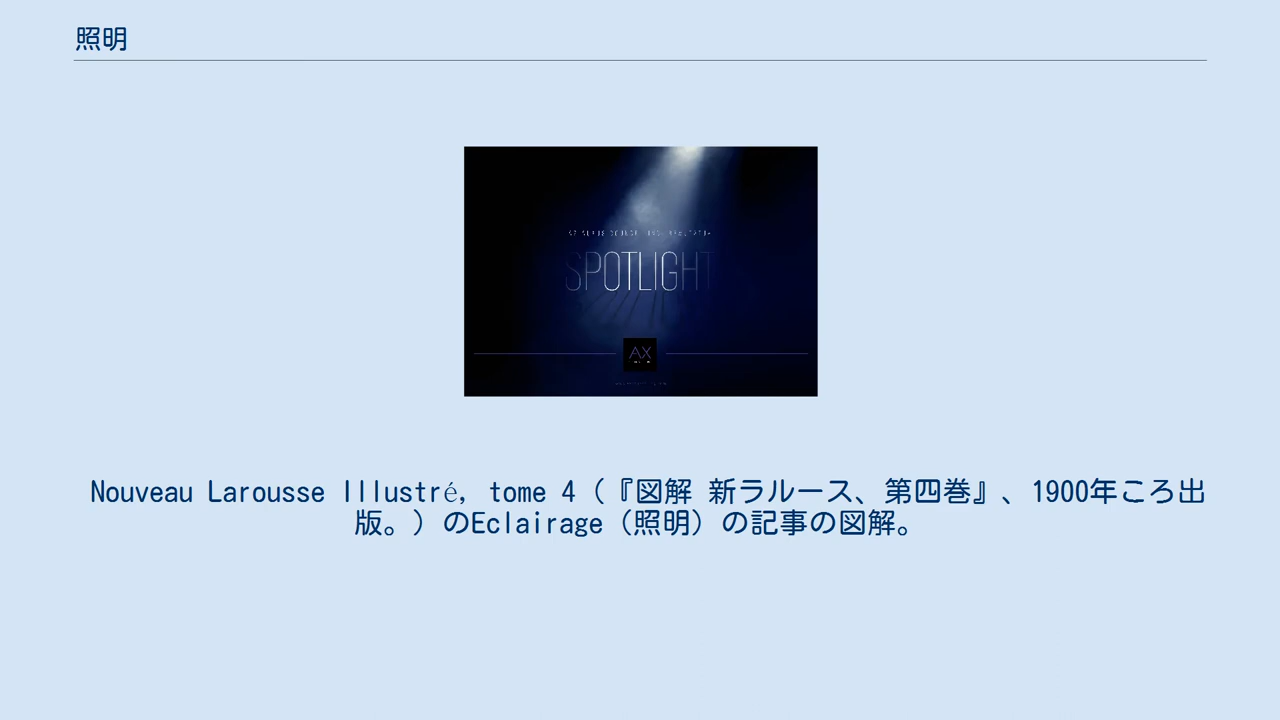 照明
SPOTLIGHT
AX
Nouveau Larousse Illustré, tome 4（『図解 新ラルース、第四巻』、1900年ころ出
版。）のEclairage（照明）の記事の図解。